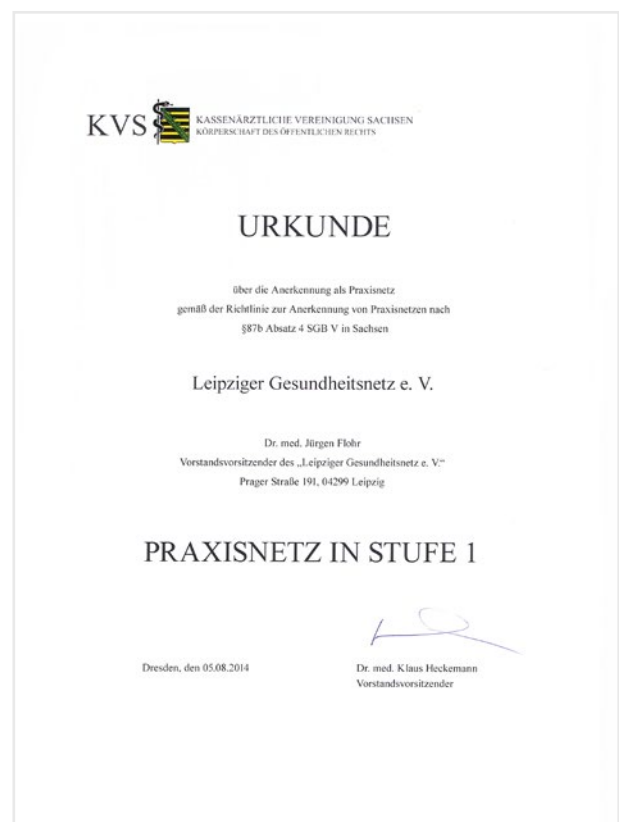 KVS
KASSENÄRZTLICHE VEREINIGUNG SACHSEN
KÖRPERSCHAFT DES ÖFFENTLICHEN RECHTS
URKUNDE
über die Anerkennung als Praxisnetz
gemäß der Richtlinie zur Anerkennung von Praxisnetzen nach
§87b Absatz 4 SGB V in Sachsen
Leipziger Gesundheitsnetz e. V.
Dr. med. Jürgen Flohr
Vorstandsvorsitzender des „Leipziger Gesundheitsnetz e. V.“
Prager Straße 191, 04299 Leipzig
PRAXISNETZ IN STUFE 1
Dresden, den 05.08.2014
Dr. med. Klaus Heckemann
Vorstandsvorsitzender